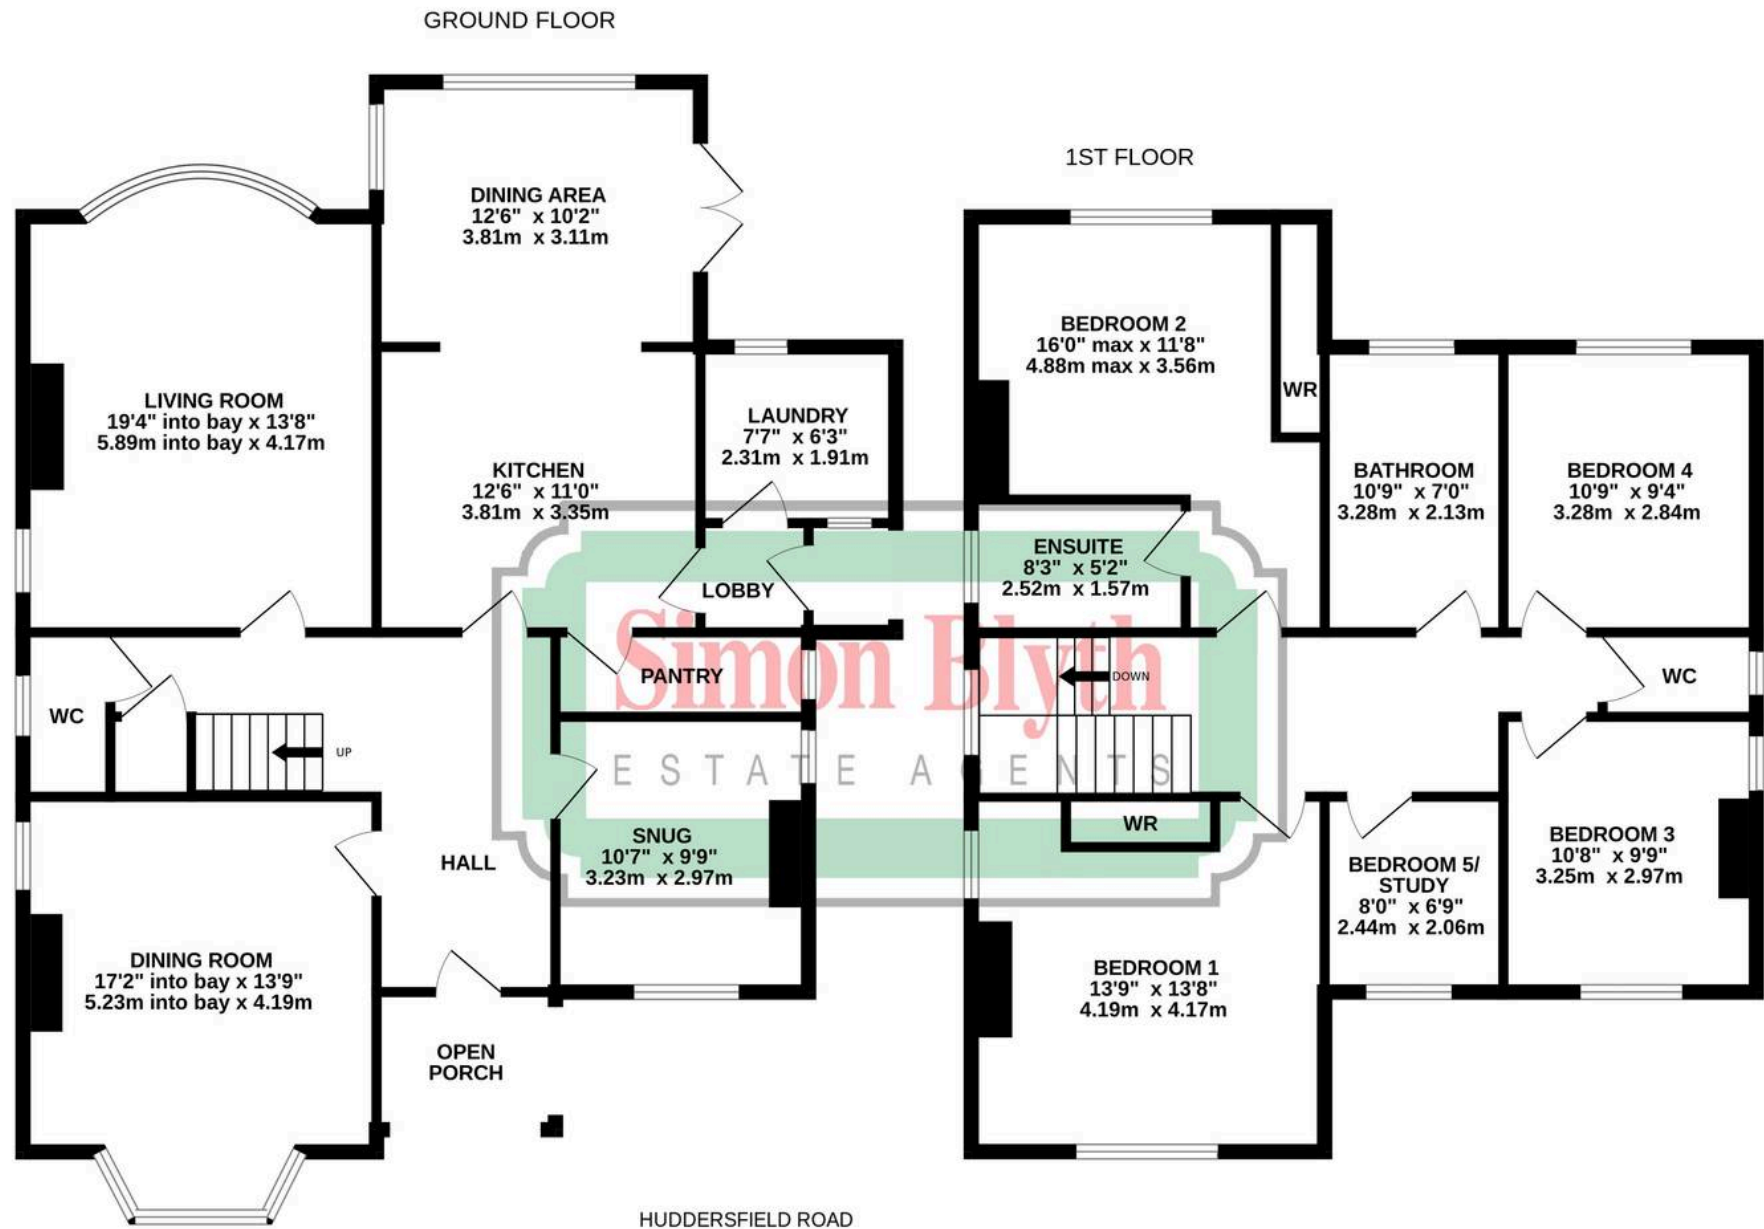 GROUND FLOOR
DINING AREA
12'6" x 10'2"
3.81m x 3.11m
LIVING ROOM
19'4" into bay x 13'8"
5.89m into bay x 4.17m
KITCHEN
12'6" x 11'0"
3.81m x 3.35m
LAUNDRY
7'7" x 6'3"
2.31m x 1.91m
LOBBY
PANTRY
WC
UP
SNUG
10'7" x 9'9"
3.23m x 2.97m
HALL
DINING ROOM
17'2" into bay x 13'9"
5.23m into bay x 4.19m
OPEN
PORCH
1ST FLOOR
BEDROOM 2
16'0" max x 11'8"
4.88m max x 3.56m
WR
BATHROOM
10'9" x 7'0"
3.28m x 2.13m
BEDROOM 4
10'9" x 9'4"
3.28m x 2.84m
ENSUITE
8'3" x 5'2"
2.52m x 1.57m
DOWN
WC
WR
BEDROOM 5/
STUDY
8'0" x 6'9"
2.44m x 2.06m
BEDROOM 3
10'8" x 9'9"
3.25m x 2.97m
BEDROOM 1
13'9" x 13'8"
4.19m x 4.17m
Simon Blyth
ESTATE AGENTS
HUDDERSFIELD ROAD